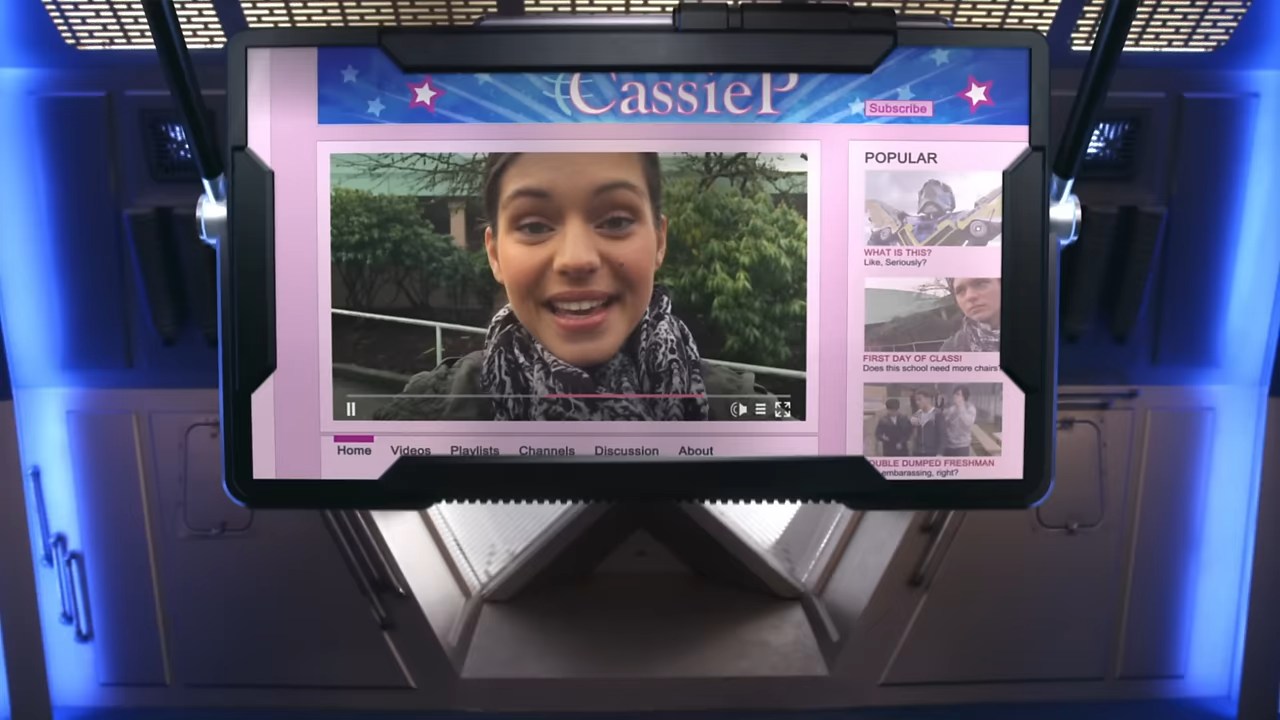 CassieP
Subscribe
POPULAR
WHAT IS THIS?
Like, Seriously?
FIRST DAY OF CLASS!
Does this school need more chairs?
OUBLE DUMPED FRESHMAN
embarassing, right?
Home Videos Playlists Channels Discussion About